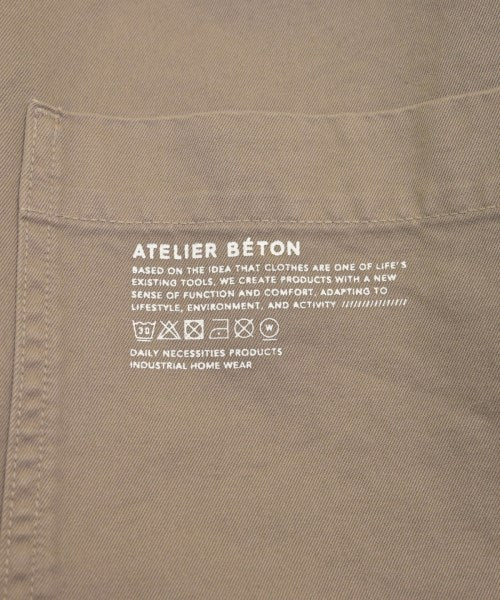 ATELIER BÉTON
BASED ON THE IDEA THAT CLOTHES ARE ONE OF LIFE'S
EXISTING TOOLS, WE CREATE PRODUCTS WITH A NEW
SENSE OF FUNCTION AND COMFORT, ADAPTING TO
LIFESTYLE, ENVIRONMENT, AND ACTIVITY ////////////////
30 W
DAILY NECESSITIES PRODUCTS
INDUSTRIAL HOME WEAR